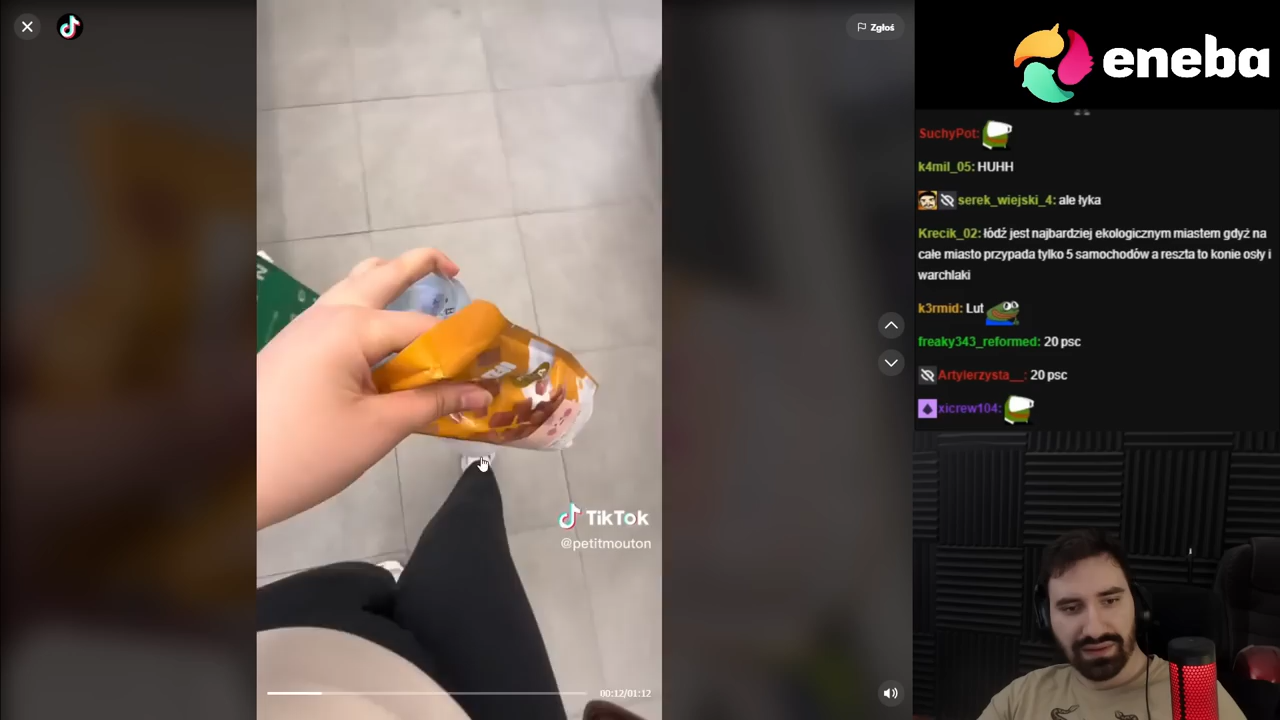 Zgłoś
TikTok
@petitmouton
00:12/01:12
eneba
SuchyPot:
k4mil_05: HUHH
serek_wiejski_4: ale łyka
Krecik_02: łódź jest najbardziej ekologicznym miastem gdyż na
całe miasto przypada tylko 5 samochodów a reszta to konie osły i
warchlaki
k3rmid: Lut
freaky343_reformed: 20 psc
Artylerzysta__: 20 psc
xicrew104: